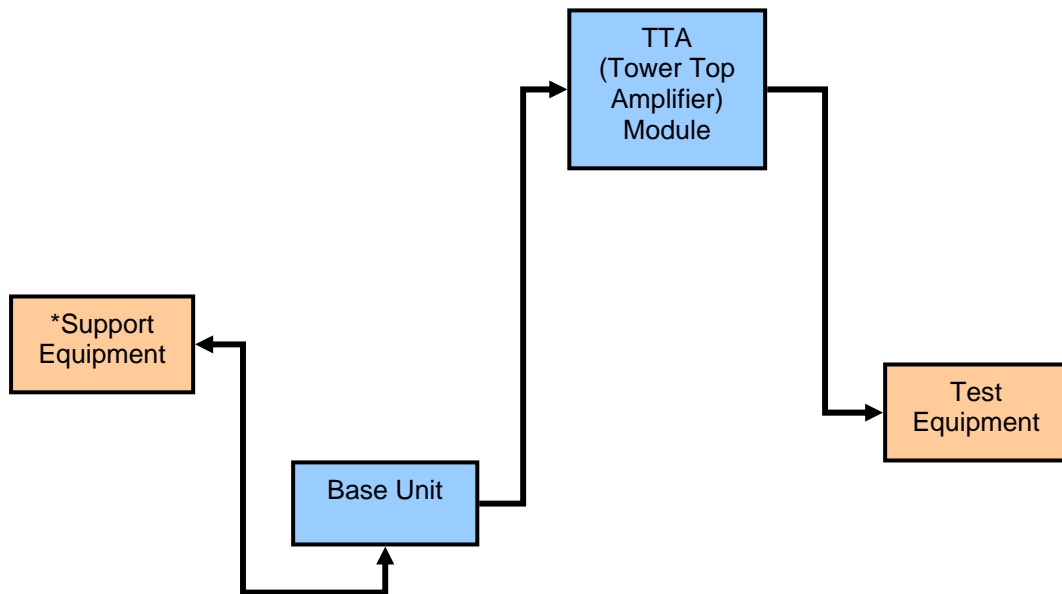 TTA
(Tower Top
Amplifier)
Module
*Support
Equipment
Test
Equipment
Base Unit